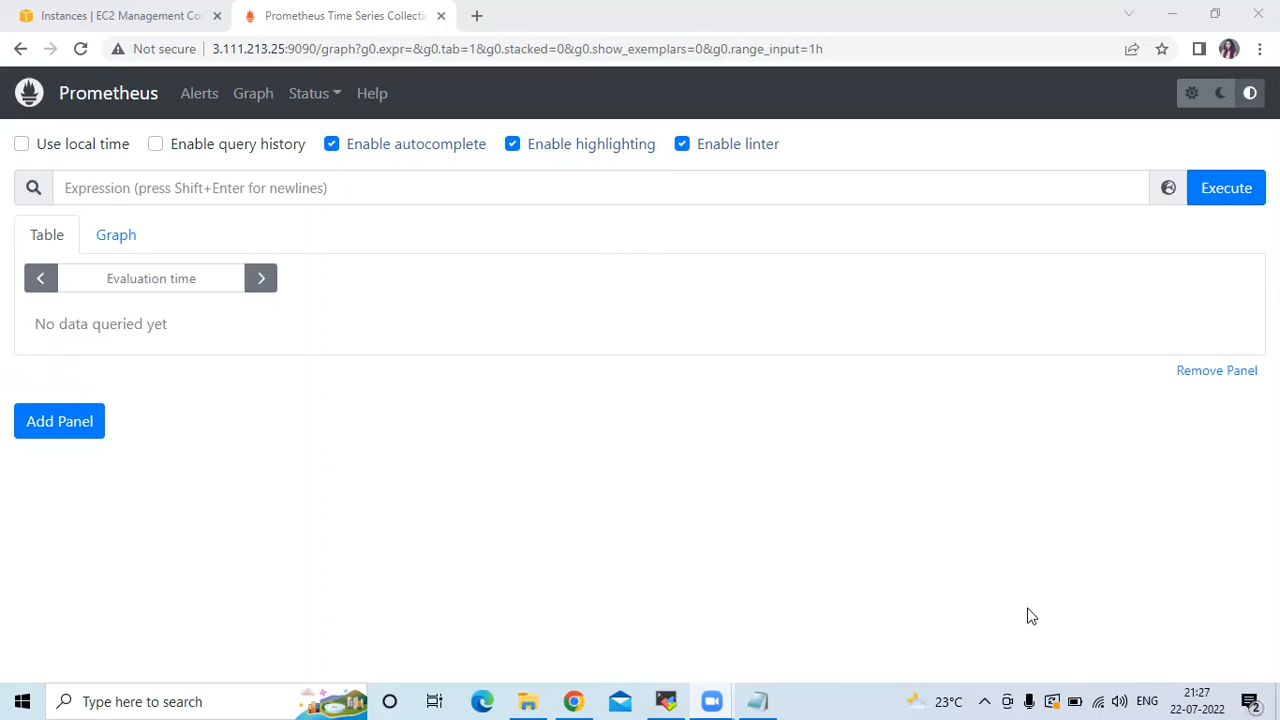 Instances | EC2 Management Co
Prometheus Time Series Collecti
Not secure
3.111.213.25:9090/graph?g0.expr=&g0.tab=1&g0.stacked=0&g0.show_exemplars=0&g0.range_input=1h
Prometheus Alerts Graph Status Help
Use local time Enable query history Enable autocomplete Enable highlighting Enable linter
Expression (press Shift+Enter for newlines) Execute
Table Graph
Evaluation time
No data queried yet
Remove Panel
Add Panel
Type here to search
23°C
ENG
21:27
22-07-2022
2